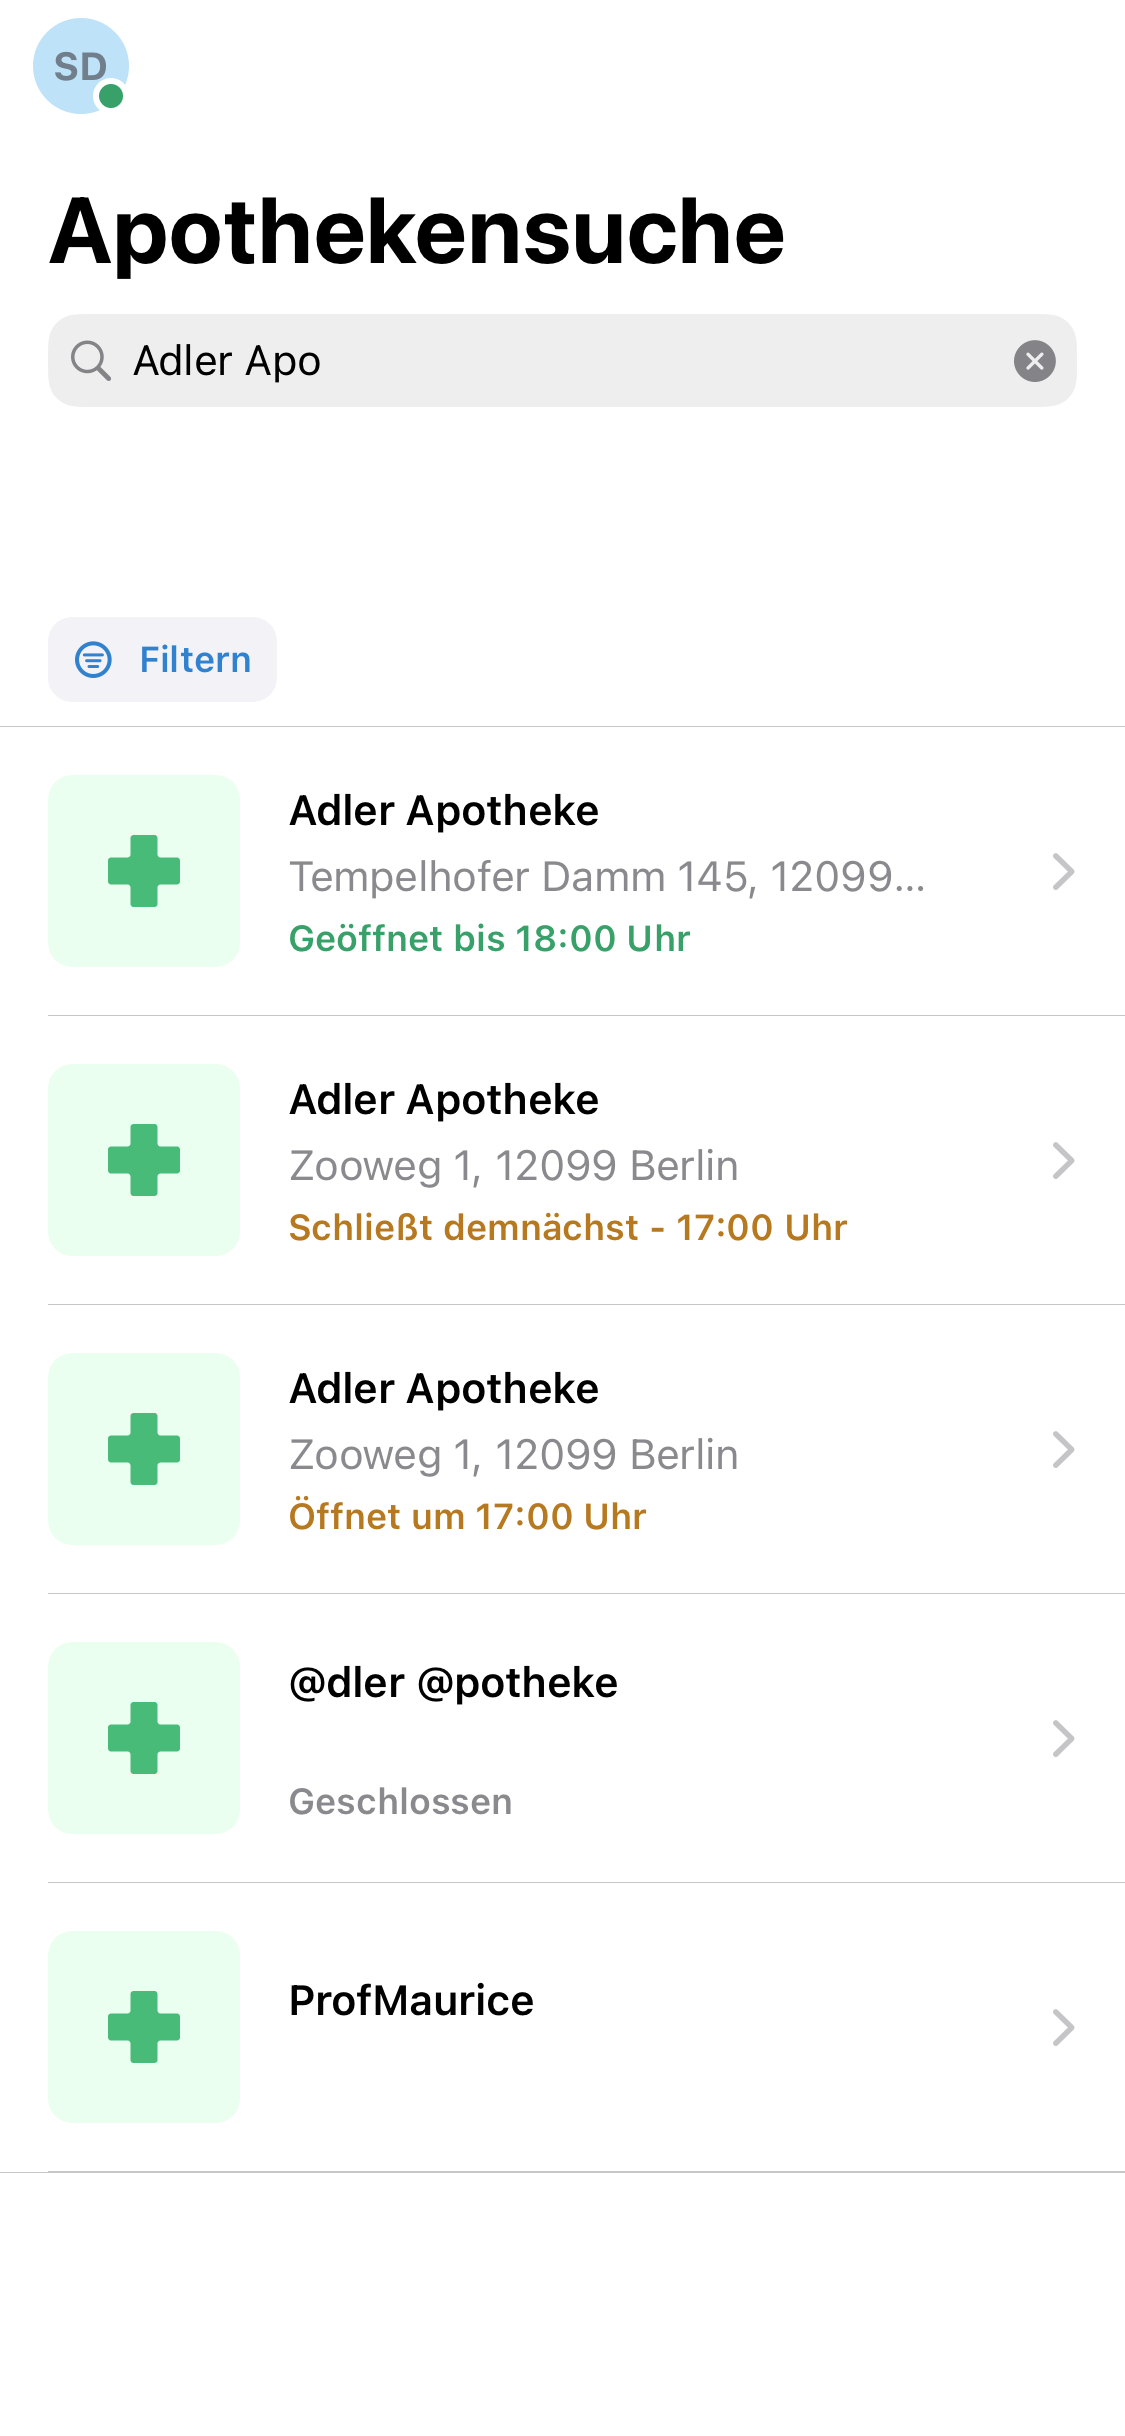 SD
Apothekensuche
Adler Apo
Filtern
Adler Apotheke
Tempelhofer Damm 145, 12099...
Geöffnet bis 18:00 Uhr
Adler Apotheke
Zooweg 1, 12099 Berlin
Schließt demnächst - 17:00 Uhr
Adler Apotheke
Zooweg 1, 12099 Berlin
Öffnet um 17:00 Uhr
@dler @potheke
Geschlossen
ProfMaurice